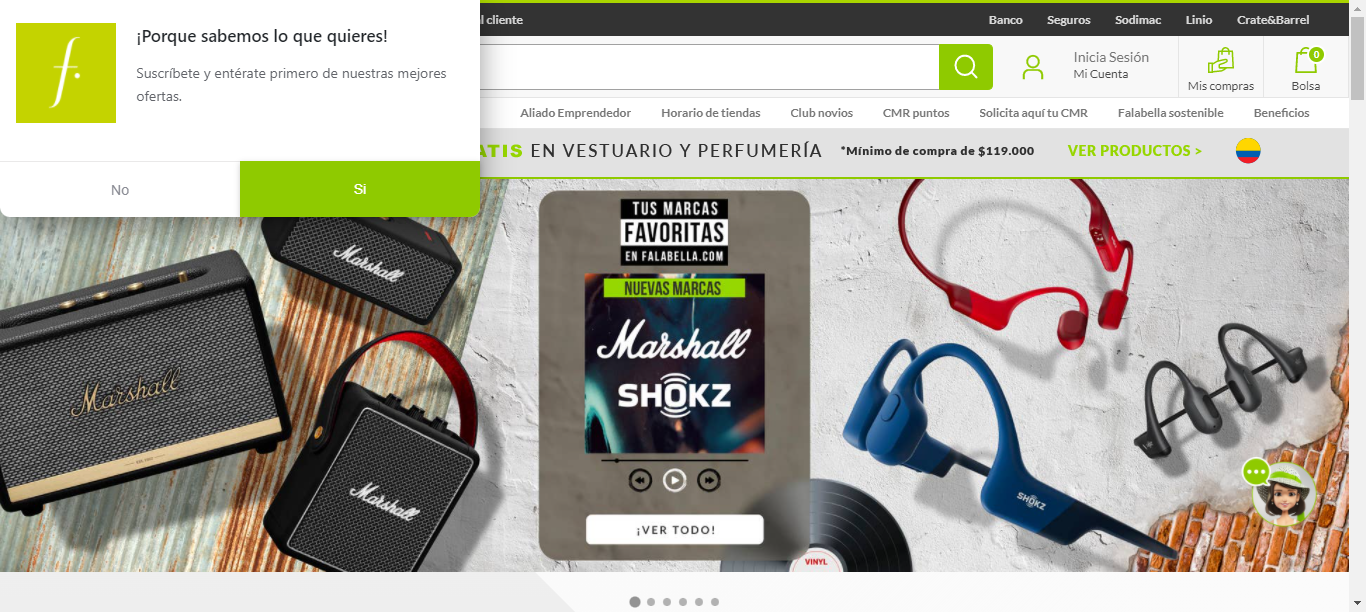 ¡Porque sabemos lo que quieres!
Suscríbete y entérate primero de nuestras mejores
ofertas.
No
Si
cliente
Banco
Seguros
Sodimac
Linio
Crate&Barrel
Inicia Sesión
Mi Cuenta
Mis compras
0
Bolsa
Aliado Emprendedor
Horario de tiendas
Club novios
CMR puntos
Solicita aquí tu CMR
Falabella sostenible
Beneficios
EN VESTUARIO Y PERFUMERÍA
*Mínimo de compra de $119.000
VER PRODUCTOS >
TUS MARCAS
FAVORITAS
EN FALABELLA.COM
NUEVAS MARCAS
Marshall
SHOKZ
¡VER TODO!
Marshall
Marshall
Marshall
SHOKZ
VINYL